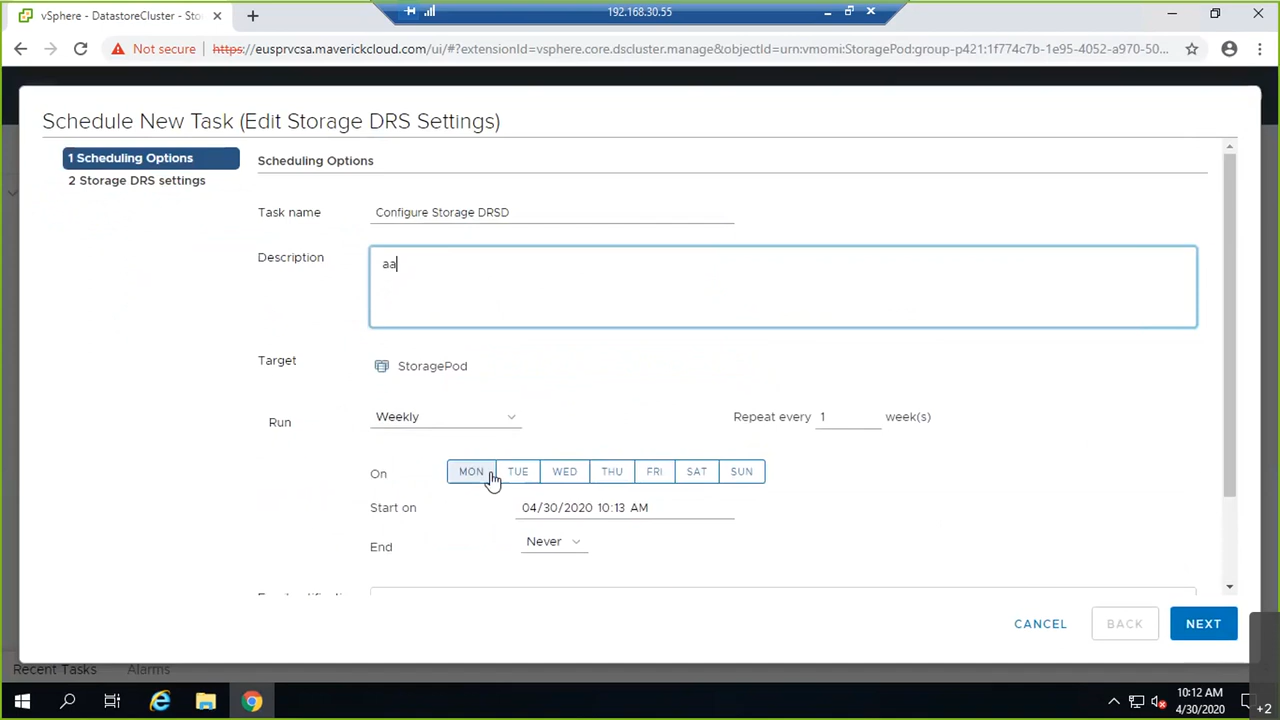 vSphere - DatastoreCluster - Sto
192.168.30.55
Not secure
https://eusprvcsa.maverickcloud.com/ui/#?extensionId=vsphere.core.dscluster.manage&objectId=urn:vmomi:StoragePod:group-p421:1f774c7b-1e95-4052-a970-50...
Schedule New Task (Edit Storage DRS Settings)
1 Scheduling Options
2 Storage DRS settings
Scheduling Options
Task name Configure Storage DRSD
Description aa
Target StoragePod
Run Weekly Repeat every 1 week(s)
On MON TUE WED THU FRI SAT SUN
Start on 04/30/2020 10:13 AM
End Never
CANCEL BACK NEXT
Recent Tasks Alarms
10:12 AM
4/30/2020
+2